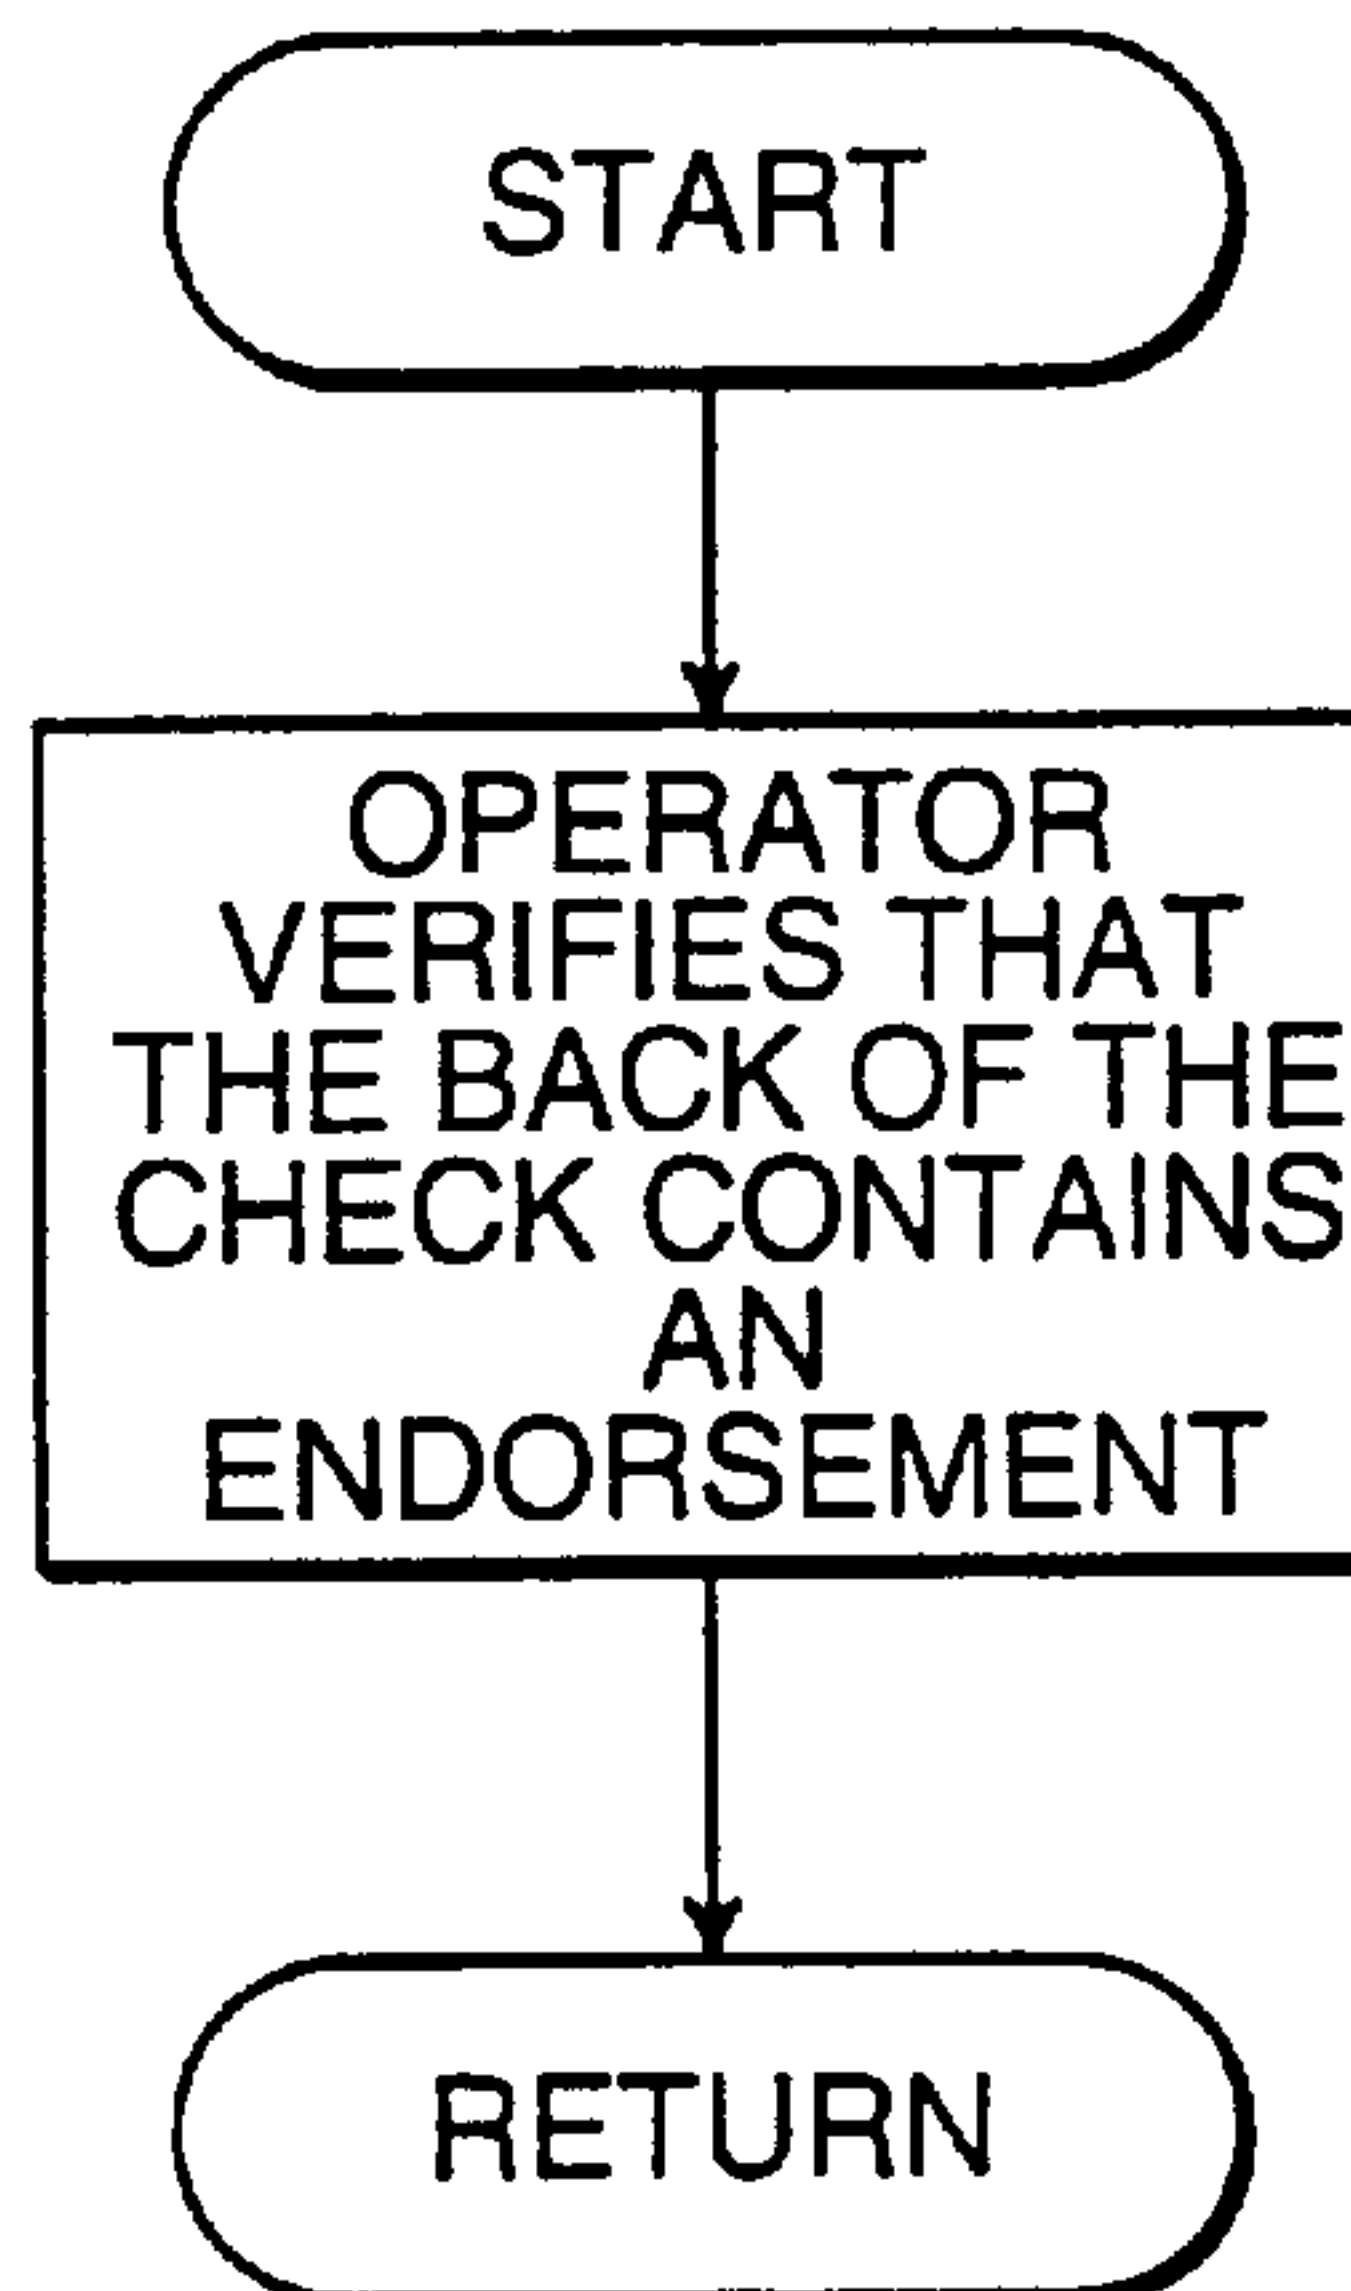 START
OPERATOR
VERIFIES THAT
THE BACK OF THE
CHECK CONTAINS
AN
ENDORSEMENT
RETURN